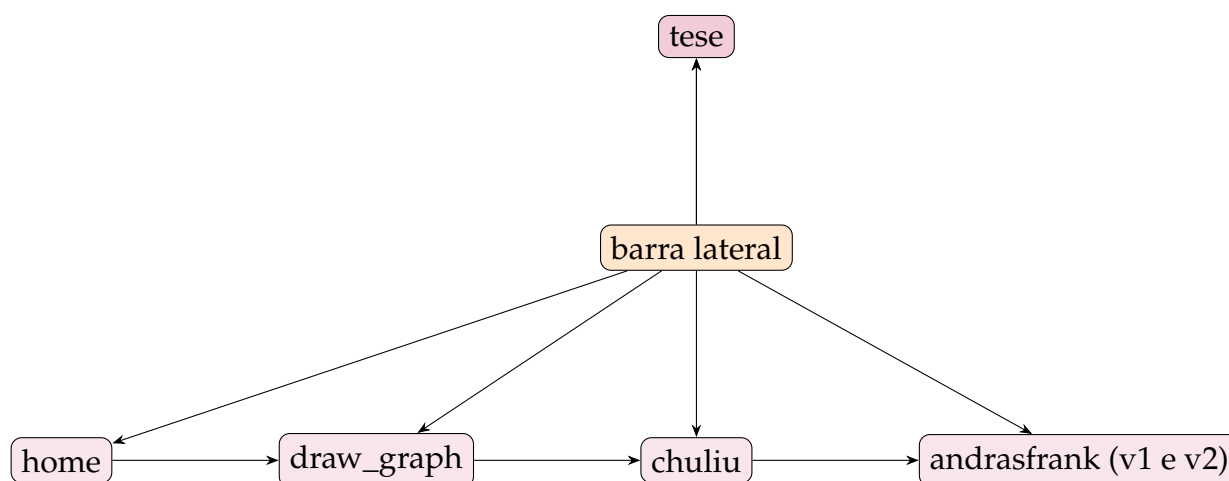 tese
barra lateral
home
draw_graph
chuliu
andrasfrank (v1 e v2)